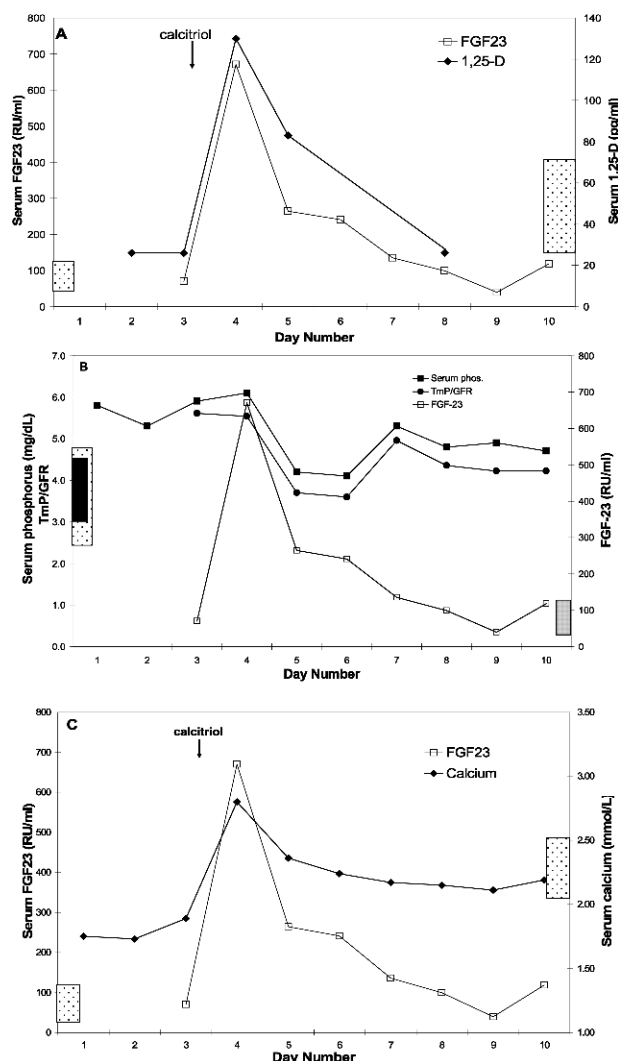 A
calcitriol
FGF23
1,25-D
Serum FGF23 (RU/ml)
800
700
600
500
400
300
200
100
0
Serum 1,25-D (pg/ml)
140
120
100
80
60
40
20
0
1 2 3 4 5 6 7 8 9 10
Day Number
B
Serum phos.
TmP/GFR
FGF-23
Serum phosphorus (mg/dL)
TmP/GFR
7.0
6.0
5.0
4.0
3.0
2.0
1.0
0.0
FGF-23 (RU/ml)
800
700
600
500
400
300
200
100
0
1 2 3 4 5 6 7 8 9 10
Day Number
C
calcitriol
FGF23
Calcium
Serum FGF23 (RU/ml)
800
700
600
500
400
300
200
100
0
Serum calcium (mmol/L)
3.50
3.00
2.50
2.00
1.50
1.00
1 2 3 4 5 6 7 8 9 10
Day Number